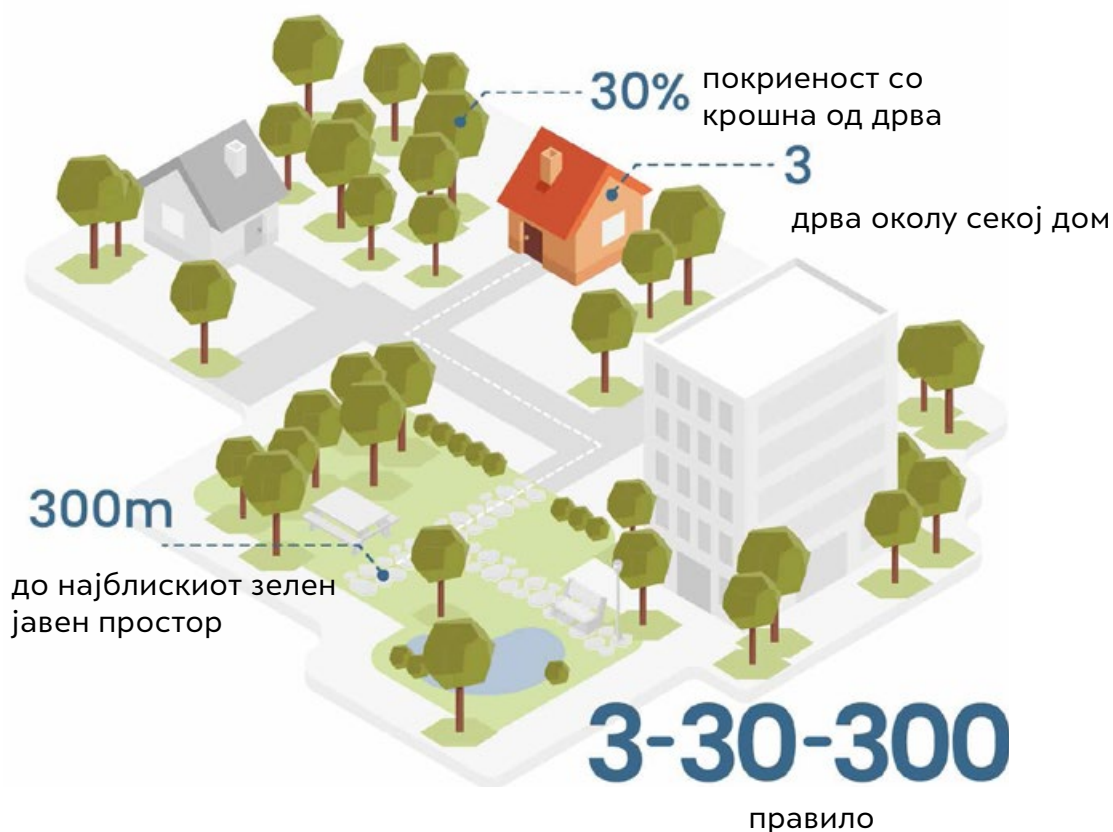 30% покриеност со
крошна од дрва
3
дрва околу секој дом
300m
до најблискиот зелен
јавен простор
3-30-300
правило